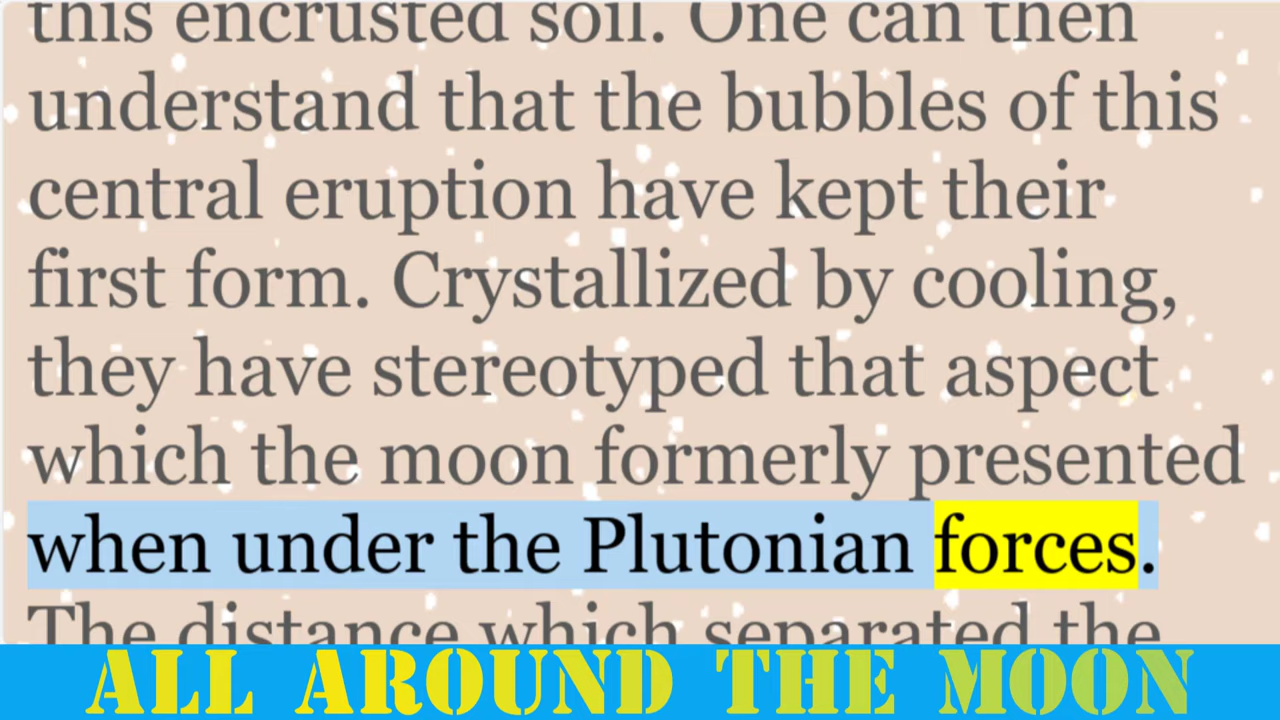 this encrusted soil. One can then
understand that the bubbles of this
central eruption have kept their
first form. Crystallized by cooling,
they have stereotyped that aspect
which the moon formerly presented
when under the Plutonian forces.
The distance which separated the
ALL AROUND THE MOON